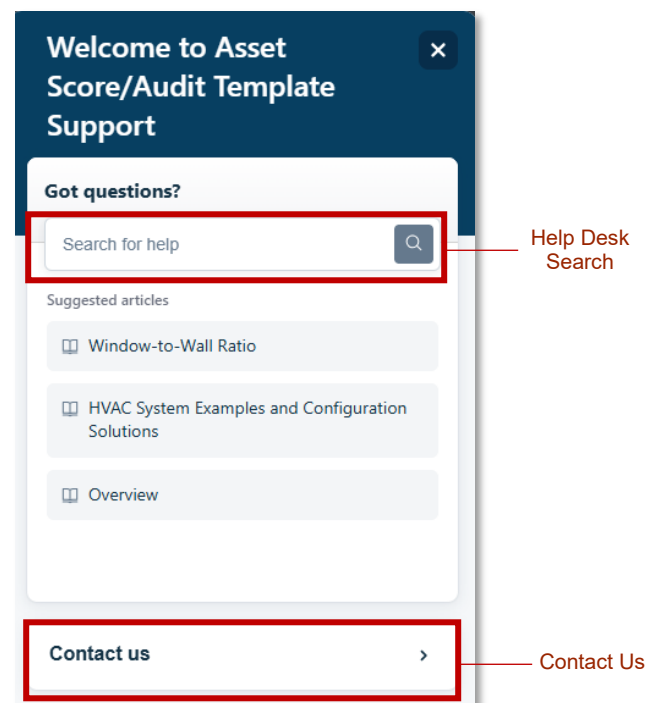 Welcome to Asset
Score/Audit Template
Support
Got questions?
Search for help
Help Desk
Search
Suggested articles
Window-to-Wall Ratio
HVAC System Examples and Configuration
Solutions
Overview
Contact us
Contact Us